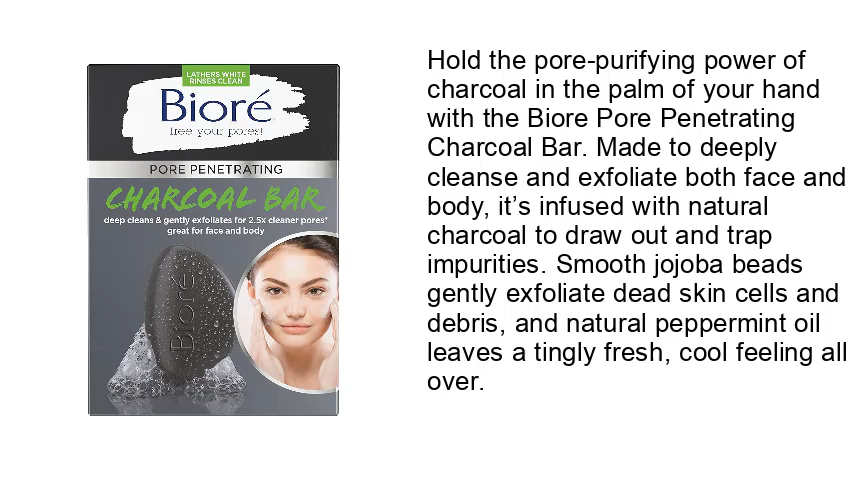 LATHERS WHITE
RINSES CLEAN
Bioré
free your pores!
PORE PENETRATING
CHARCOAL BAR
deep cleans & gently exfoliates for 2.5x cleaner pores*
great for face and body
Bioré
Hold the pore-purifying power of
charcoal in the palm of your hand
with the Biore Pore Penetrating
Charcoal Bar. Made to deeply
cleanse and exfoliate both face and
body, it’s infused with natural
charcoal to draw out and trap
impurities. Smooth jojoba beads
gently exfoliate dead skin cells and
debris, and natural peppermint oil
leaves a tingly fresh, cool feeling all
over.